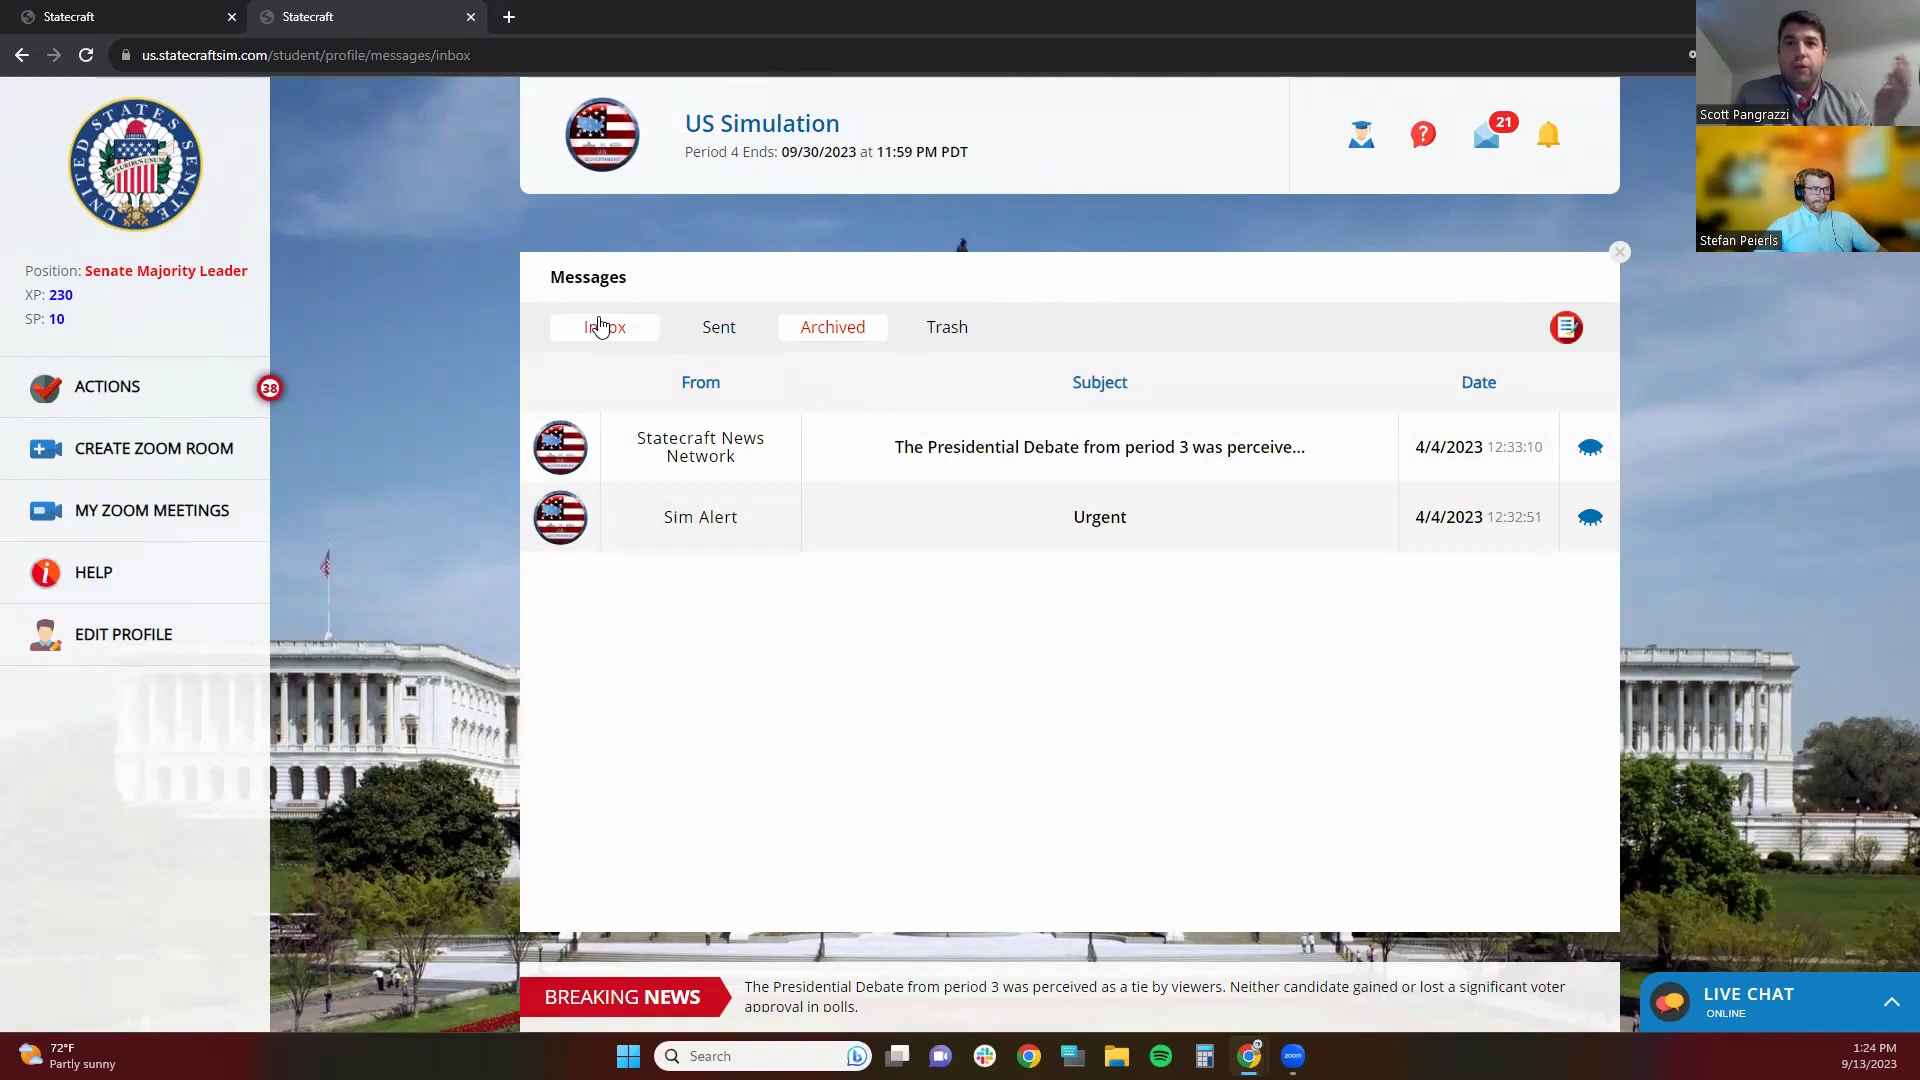 Statecraft
Statecraft
us.statecraftsim.com/student/profile/messages/inbox
Scott Pangrazzi
Stefan Peierls
UNITED STATES SENATE
E PLURIBUS UNUM
Position: Senate Majority Leader
XP: 230
SP: 10
ACTIONS
38
CREATE ZOOM ROOM
MY ZOOM MEETINGS
HELP
EDIT PROFILE
US Simulation
Period 4 Ends: 09/30/2023 at 11:59 PM PDT
21
Messages
Inbox Sent Archived Trash
From Subject Date
Statecraft News
Network
The Presidential Debate from period 3 was perceive...
4/4/2023 12:33:10
Sim Alert Urgent 4/4/2023 12:32:51
BREAKING NEWS
The Presidential Debate from period 3 was perceived as a tie by viewers. Neither candidate gained or lost a significant voter
approval in polls.
LIVE CHAT
ONLINE
72°F
Partly sunny
Search
zoom
1:24 PM
9/13/2023